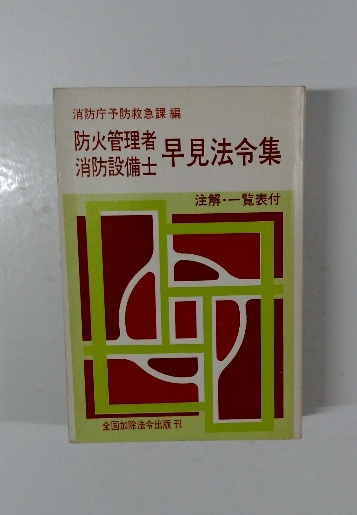 消防庁予防救急課 編
防火管理者
消防設備士
早見法令集
注解・一覧表付
全国加除法令出版 刊